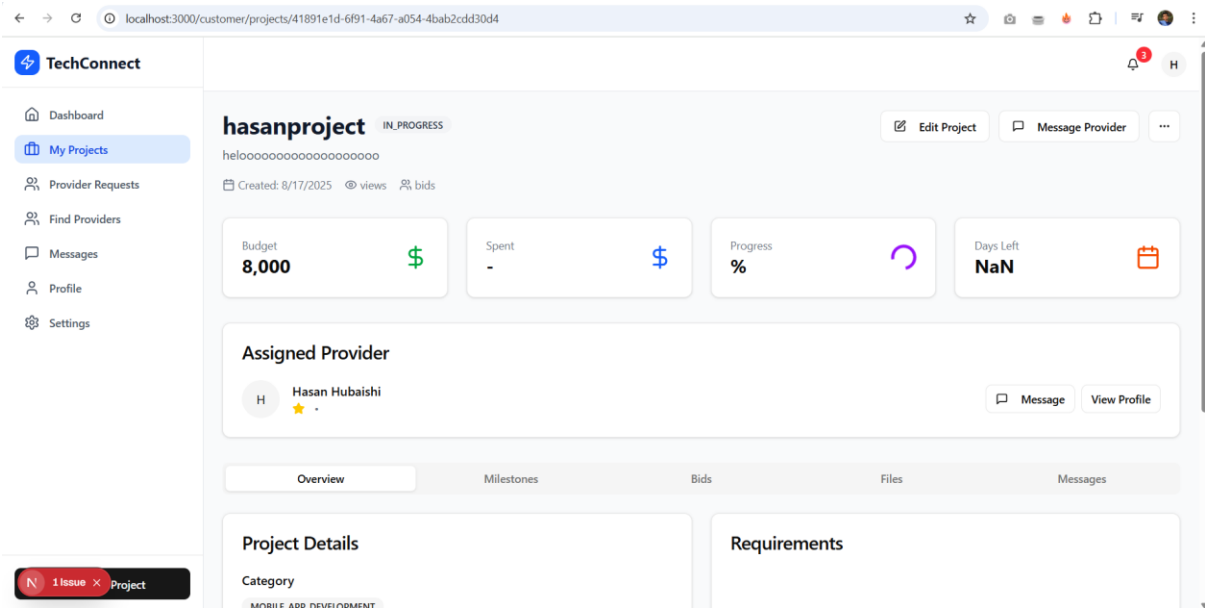 localhost:3000/customer/projects/41891e1d-6f91-4a67-a054-4bab2cdd30d4
TechConnect
3
H
Dashboard
My Projects
Provider Requests
Find Providers
Messages
Profile
Settings
N 1 Issue × Project
hasanproject IN_PROGRESS
Edit Project
Message Provider
...
heloooooooooooooooooooo
Created: 8/17/2025 views bids
Budget
8,000
$
Spent
-
$
Progress
%
Days Left
NaN
Assigned Provider
H
Hasan Hubaishi
-
Message
View Profile
Overview Milestones Bids Files Messages
Project Details
Category
MOBILE_APP_DEVELOPMENT
Requirements